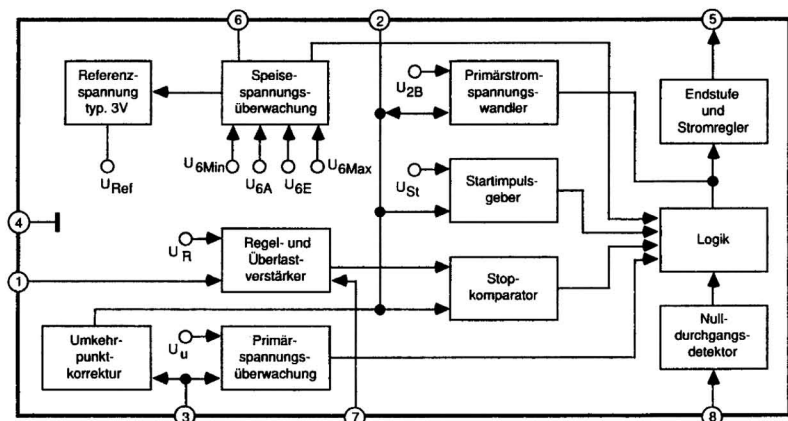 6
2
5
Referenz-
spannung
typ. 3V
Speise-
spannungs-
überwachung
U2B
Primärstrom-
spannungs-
wandler
Endstufe
und
Stromregler
U6Min
U6A
U6E
U6Max
URef
USt
Startimpuls-
geber
4
UR
Regel- und
Überlast-
verstärker
Logik
1
Stop-
komparator
Umkehr-
punkt-
korrektur
Uu
Primär-
spannungs-
überwachung
Null-
durchgangs-
detektor
3
7
8